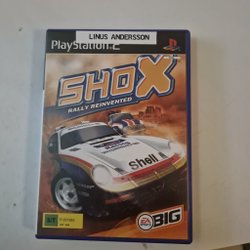 LINUS ANDERSSON
PlayStation 2
SHOX
RALLY REINVENTED
Shell
EA
BIG